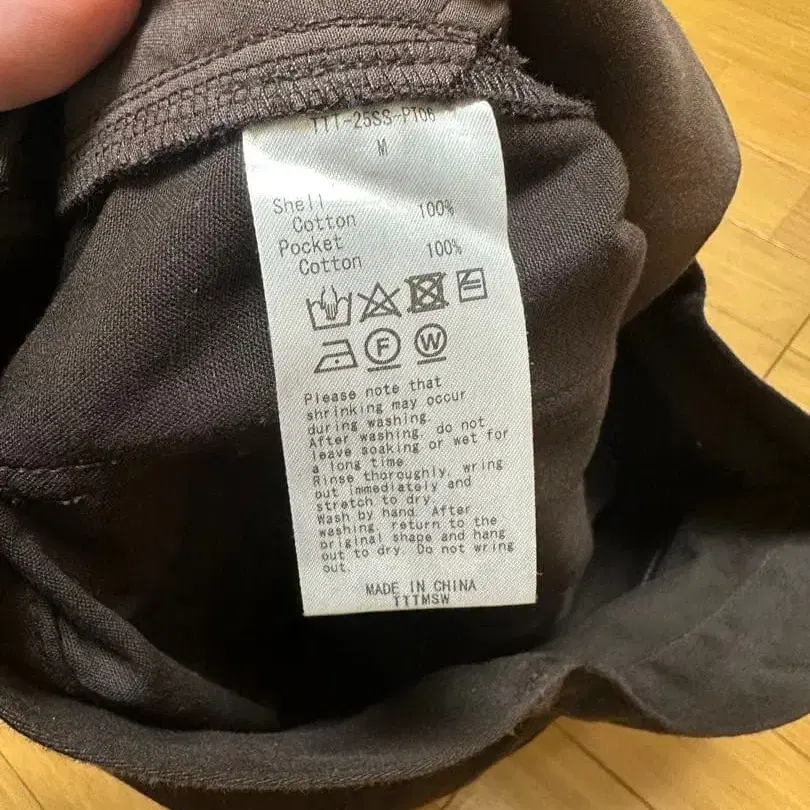 TTT-25SS-PT06
M
Shell
Cotton 100%
Pocket
Cotton 100%
F W
Please note that
shrinking may occur
during washing.
After washing, do not
leave soaking or wet for
a long time.
Rinse thoroughly, wring
out immediately and
stretch to dry.
Wash by hand. After
washing, return to the
original shape and hang
out to dry. Do not wring
out.
MADE IN CHINA
TTTMSW